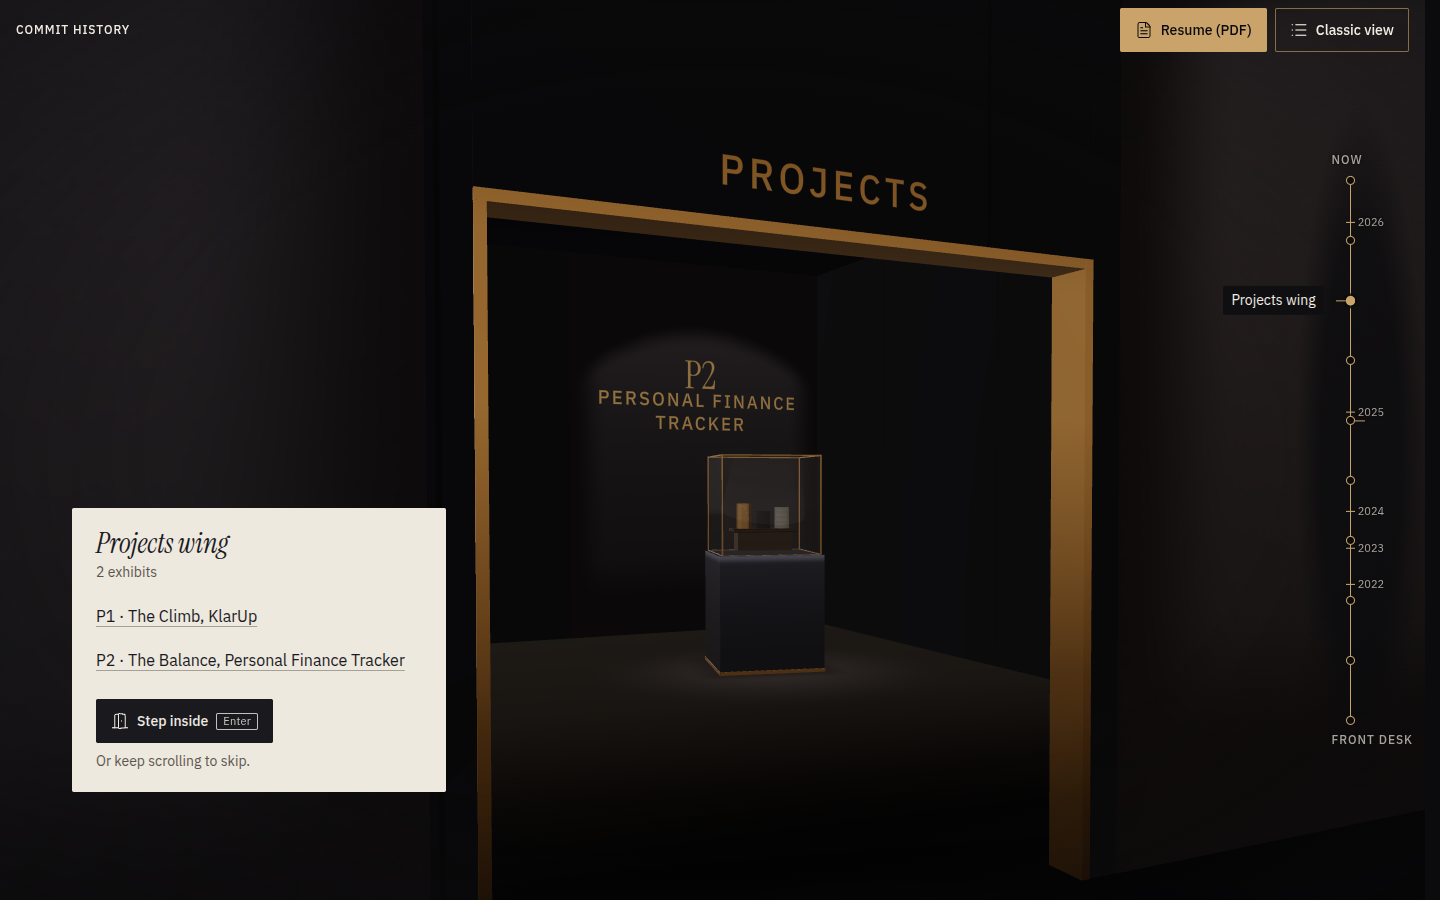 COMMIT HISTORY
Resume (PDF)
Classic view
PROJECTS
NOW
2026
Projects wing
P2
PERSONAL FINANCE
TRACKER
2025
2024
2023
2022
FRONT DESK
Projects wing
2 exhibits
P1 · The Climb, KlarUp
P2 · The Balance, Personal Finance Tracker
Step inside Enter
Or keep scrolling to skip.